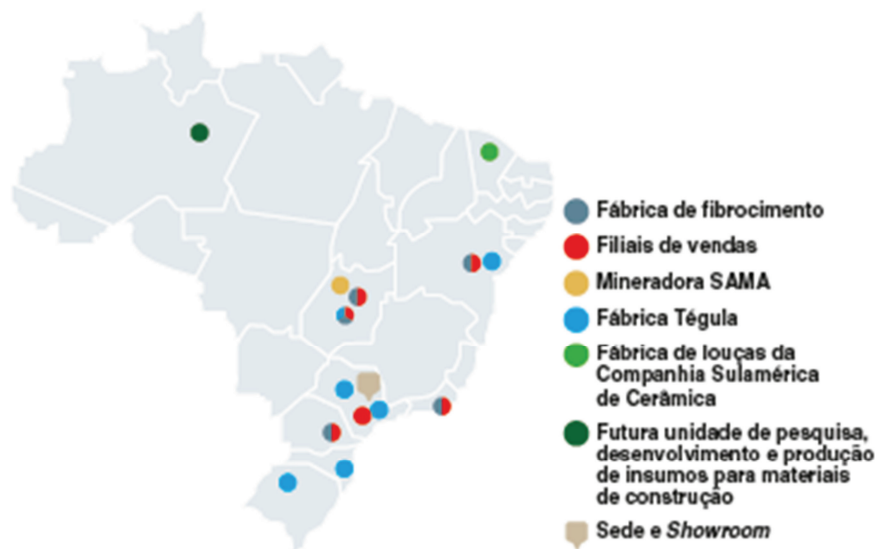 Fábrica de fibrocimento
Filiais de vendas
Mineradora SAMA
Fábrica Tégula
Fábrica de louças da
Companhia Sulamérica
de Cerâmica
Futura unidade de pesquisa,
desenvolvimento e produção
de insumos para materiais
de construção
Sede e Showroom